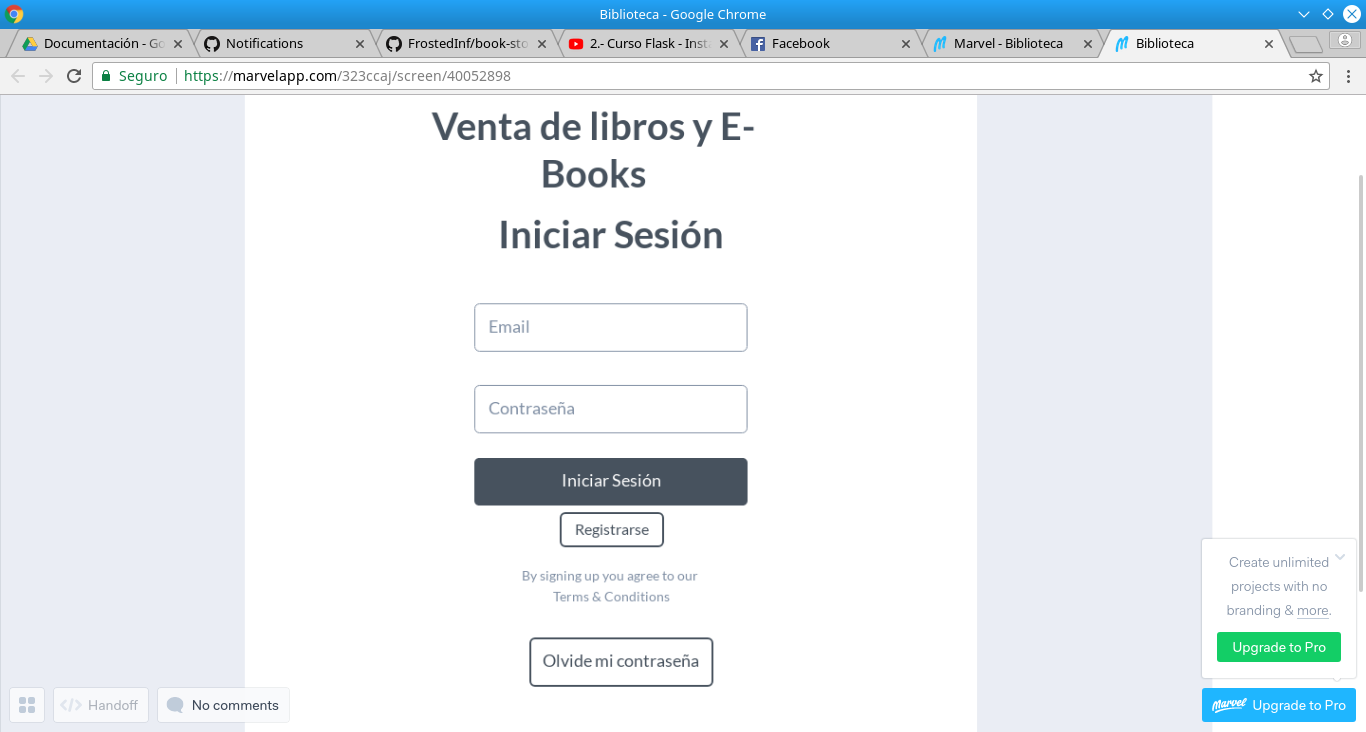 Biblioteca - Google Chrome
Documentación - Go
Notifications
FrostedInf/book-sto
2.- Curso Flask - Insta
Facebook
Marvel - Biblioteca
Biblioteca
Seguro
https://marvelapp.com/323ccaj/screen/40052898
Venta de libros y E-
Books
Iniciar Sesión
Email
Contraseña
Iniciar Sesión
Registrarse
By signing up you agree to our
Terms & Conditions
Olvide mi contraseña
Create unlimited
projects with no
branding & more.
Upgrade to Pro
Handoff
No comments
Marvel Upgrade to Pro